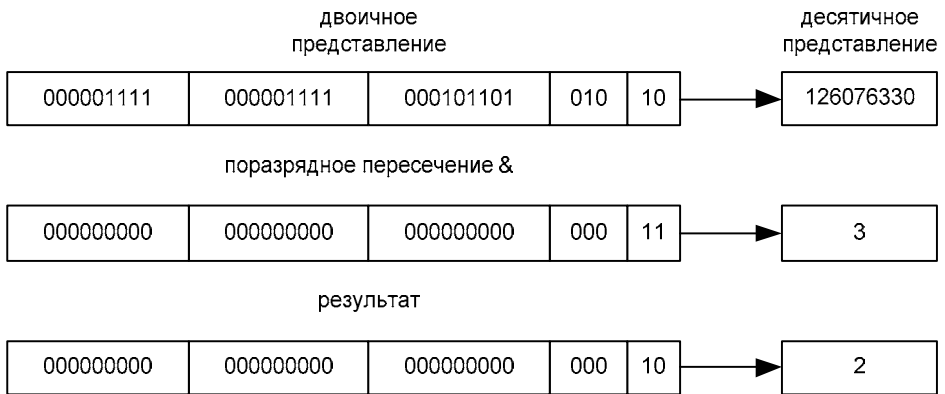 двоичное
представление
десятичное
представление
000001111 000001111 000101101 010 10 126076330
поразрядное пересечение &
000000000 000000000 000000000 000 11 3
результат
000000000 000000000 000000000 000 10 2